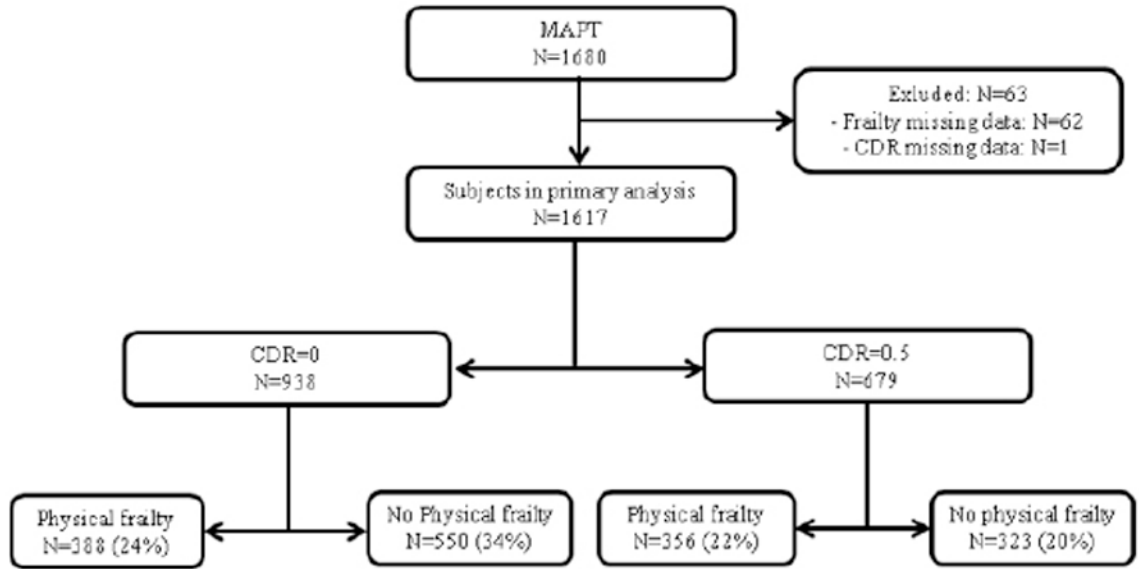 MAPT
N=1680
Exluded: N=63
- Frailty missing data: N=62
- CDR missing data: N=1
Subjects in primary analysis
N=1617
CDR=0
N=938
CDR=0.5
N=679
Physical frailty
N=388 (24%)
No Physical frailty
N=550 (34%)
Physical frailty
N=356 (22%)
No physical frailty
N=323 (20%)